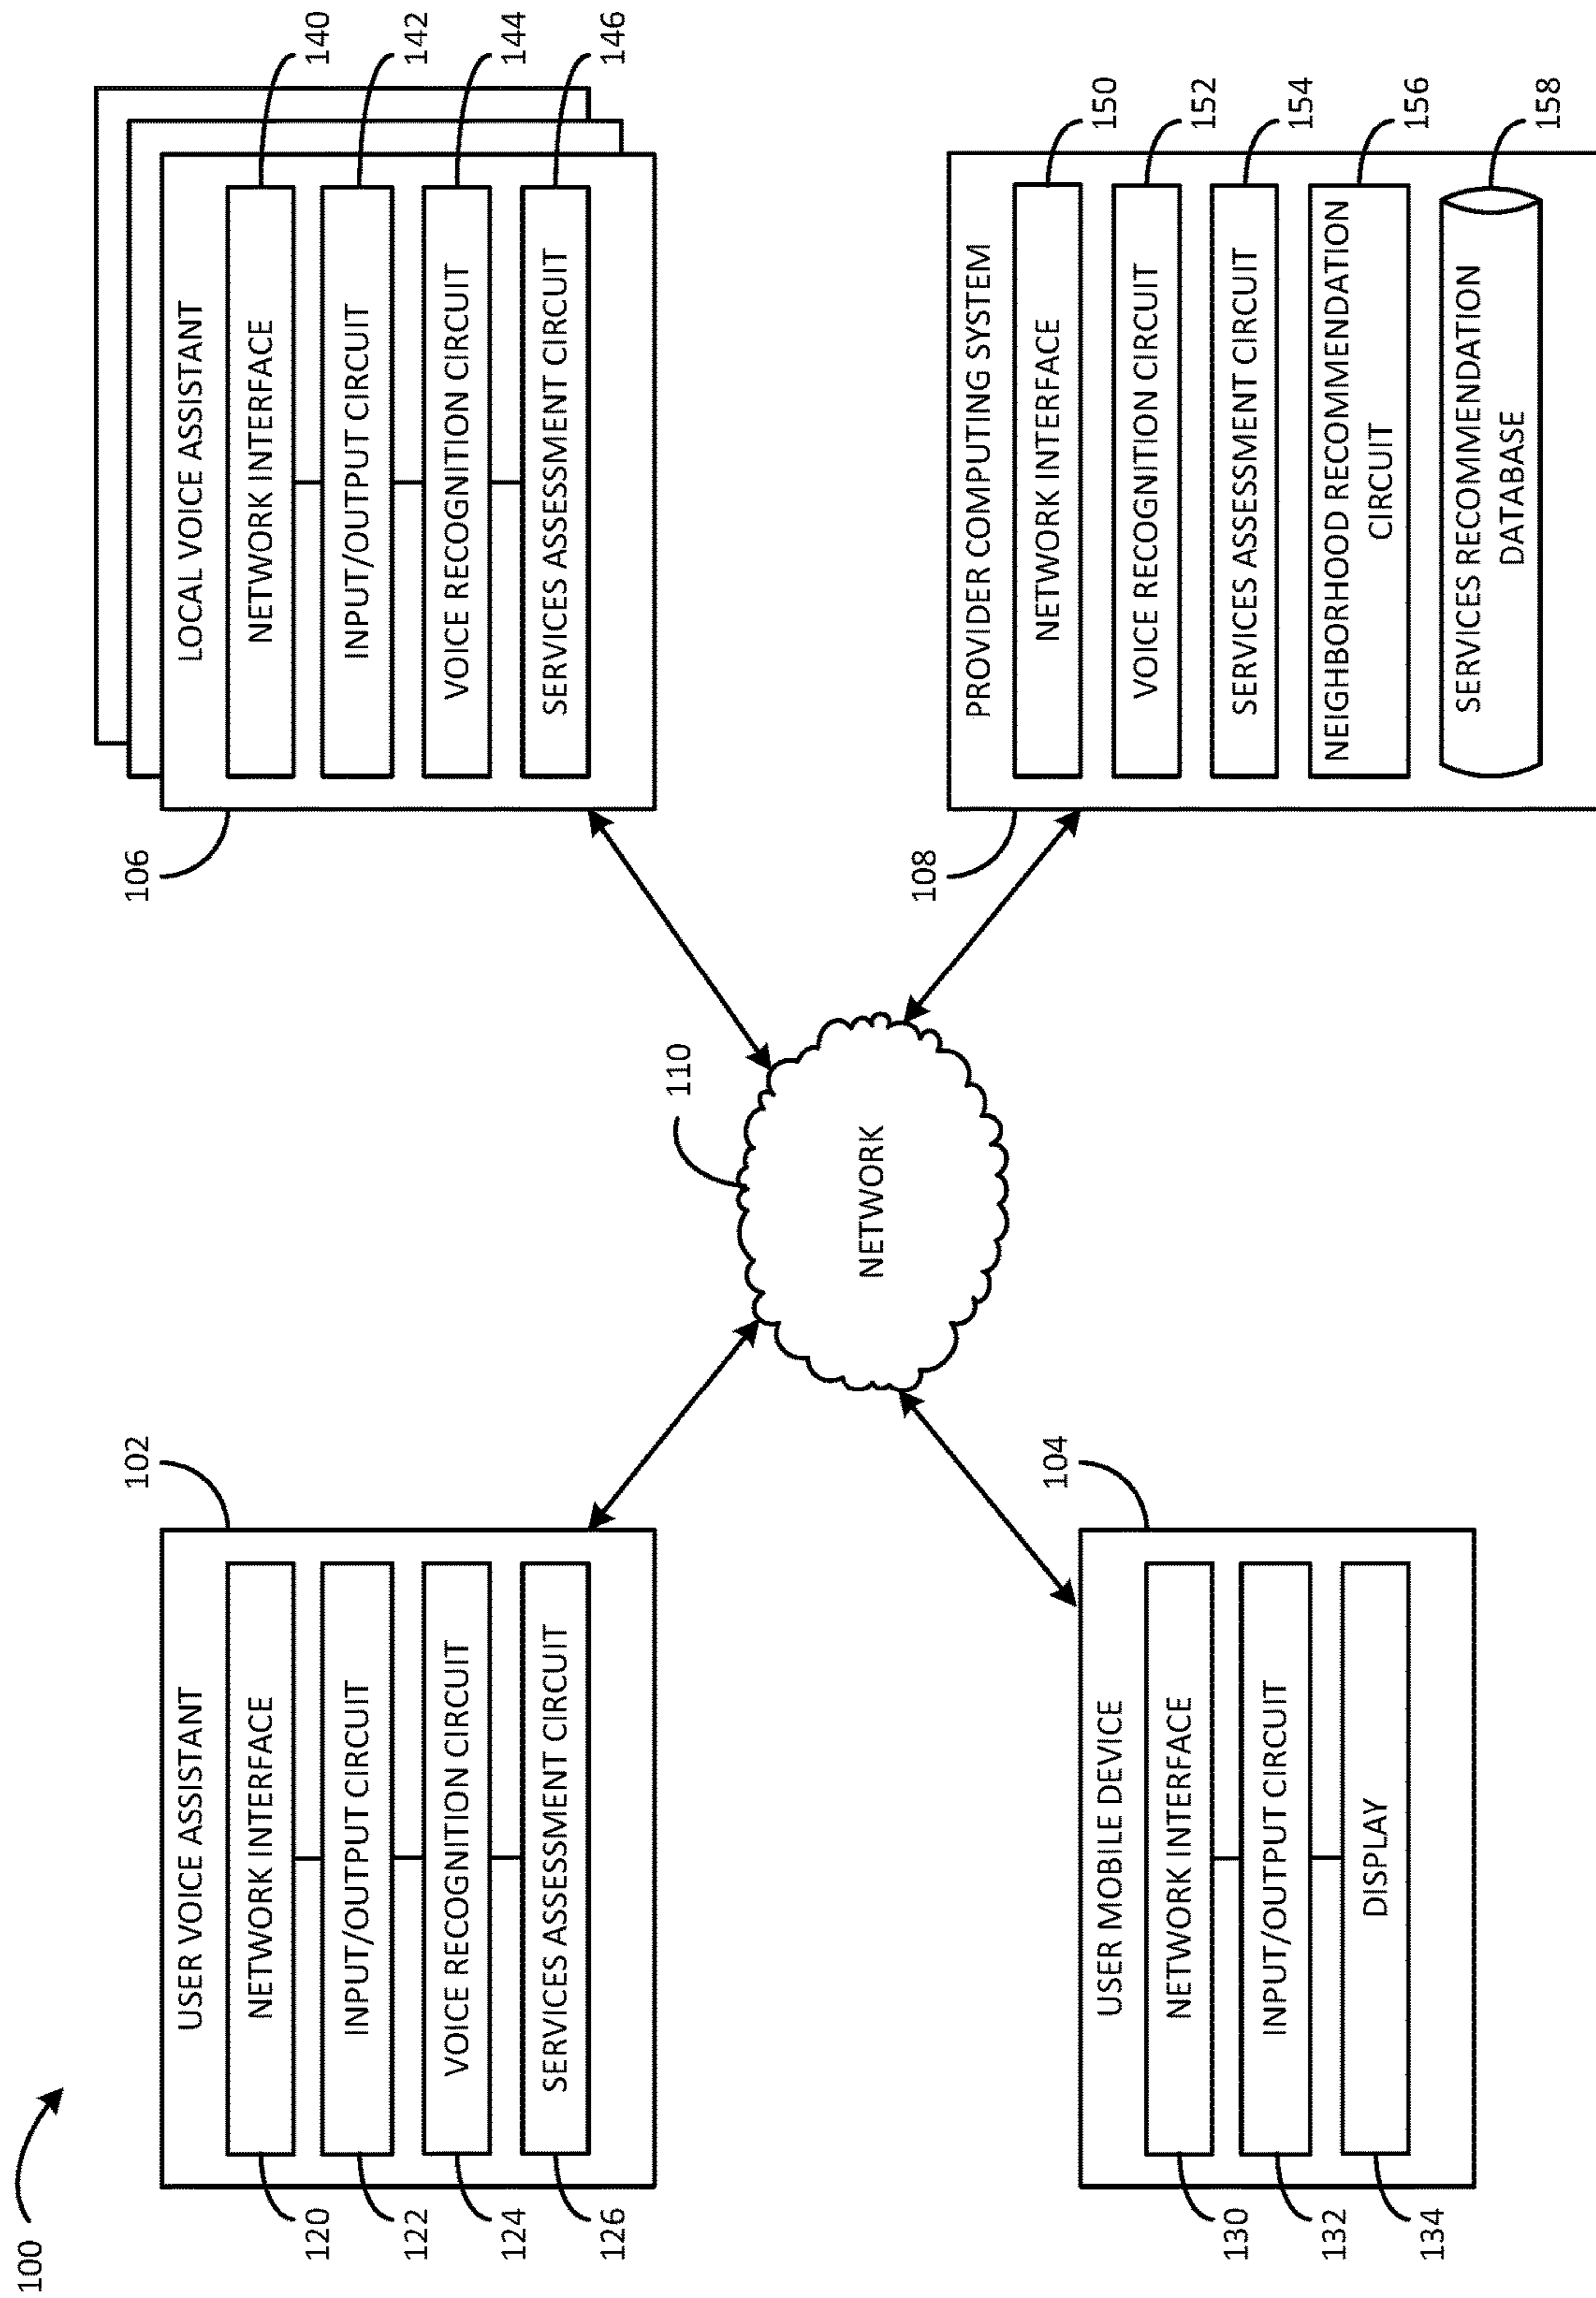 100
USER VOICE ASSISTANT
102
NETWORK INTERFACE
120
INPUT/OUTPUT CIRCUIT
122
VOICE RECOGNITION CIRCUIT
124
SERVICES ASSESSMENT CIRCUIT
126
LOCAL VOICE ASSISTANT
106
NETWORK INTERFACE
140
INPUT/OUTPUT CIRCUIT
142
VOICE RECOGNITION CIRCUIT
144
SERVICES ASSESSMENT CIRCUIT
146
110
NETWORK
USER MOBILE DEVICE
104
NETWORK INTERFACE
130
INPUT/OUTPUT CIRCUIT
132
DISPLAY
134
PROVIDER COMPUTING SYSTEM
108
NETWORK INTERFACE
150
VOICE RECOGNITION CIRCUIT
152
SERVICES ASSESSMENT CIRCUIT
154
NEIGHBORHOOD RECOMMENDATION
CIRCUIT
156
SERVICES RECOMMENDATION
DATABASE
158